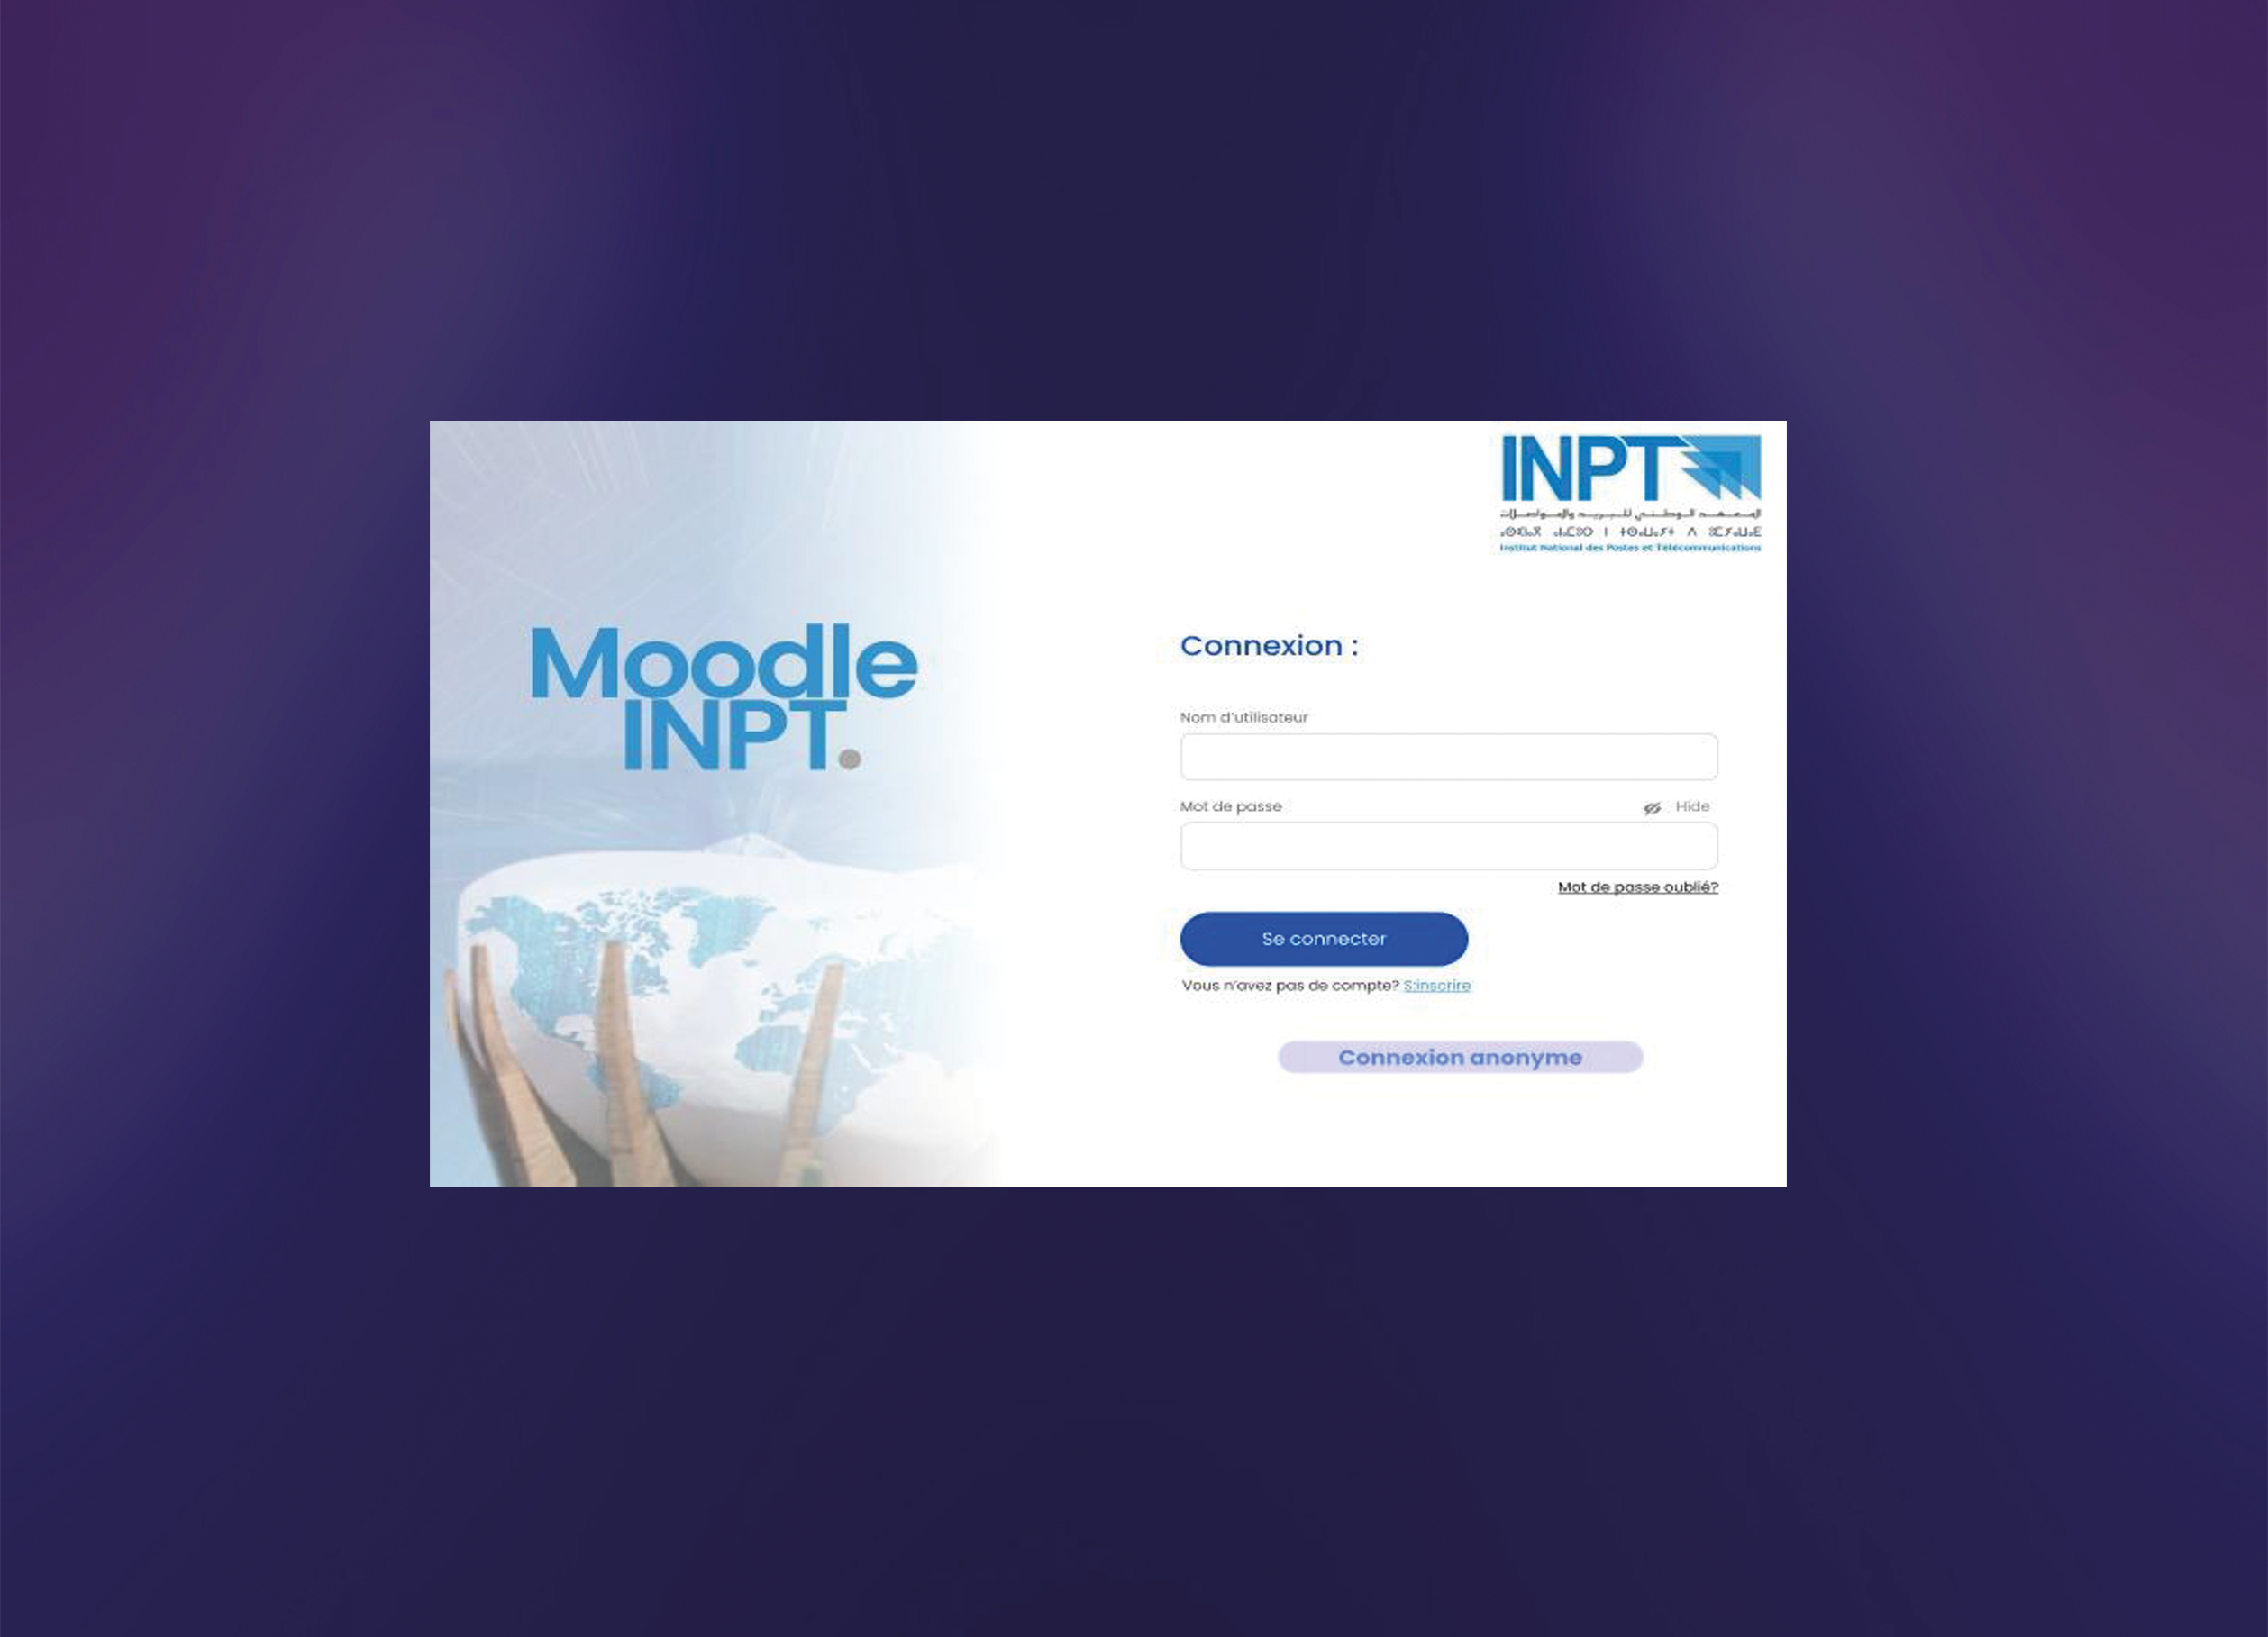 INPT
المعهد الوطني للبريد والمواصلات
Institut National des Postes et Télécommunications
Moodle
INPT.
Connexion :
Nom d'utilisateur
Mot de passe
Hide
Mot de passe oublié?
Se connecter
Vous n'avez pas de compte? S'inscrire
Connexion anonyme